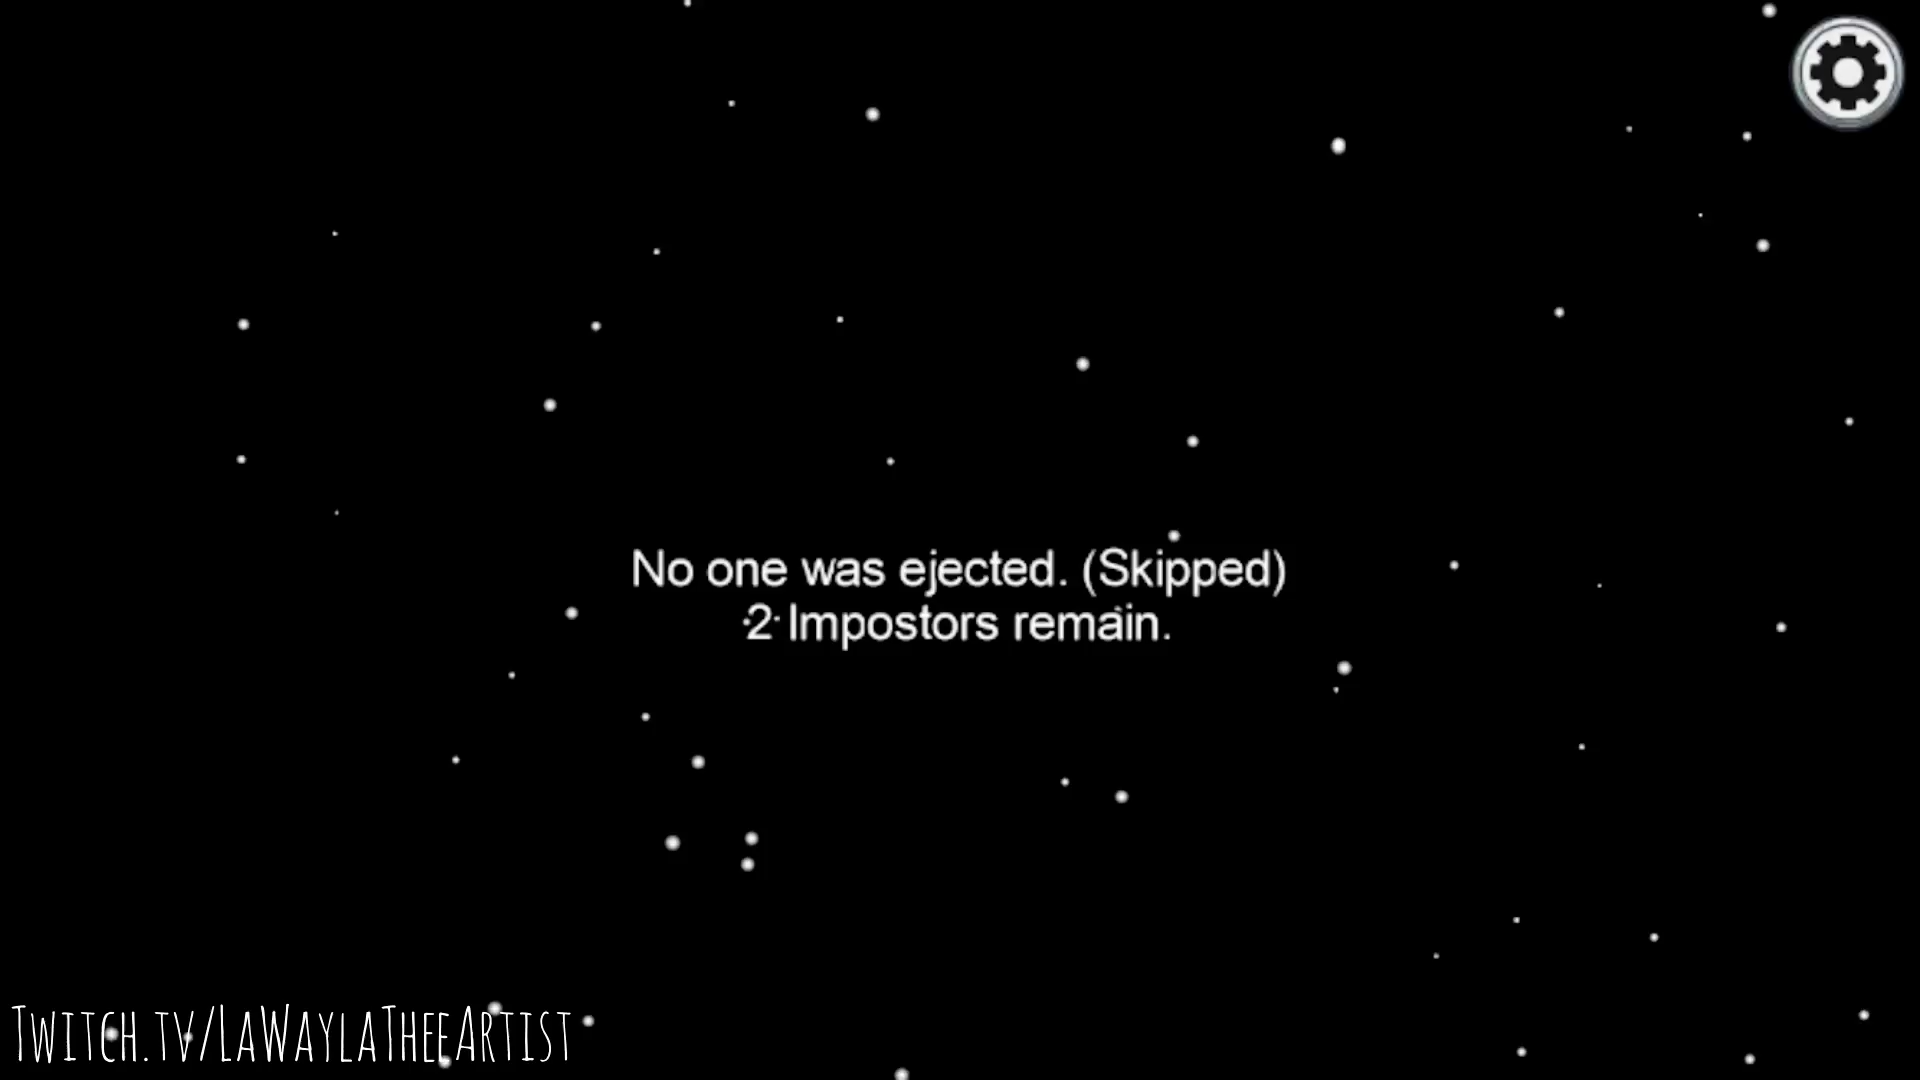 No one was ejected. (Skipped)
2 Impostors remain.
Twitch.tv/LaWaylaTheeArtist